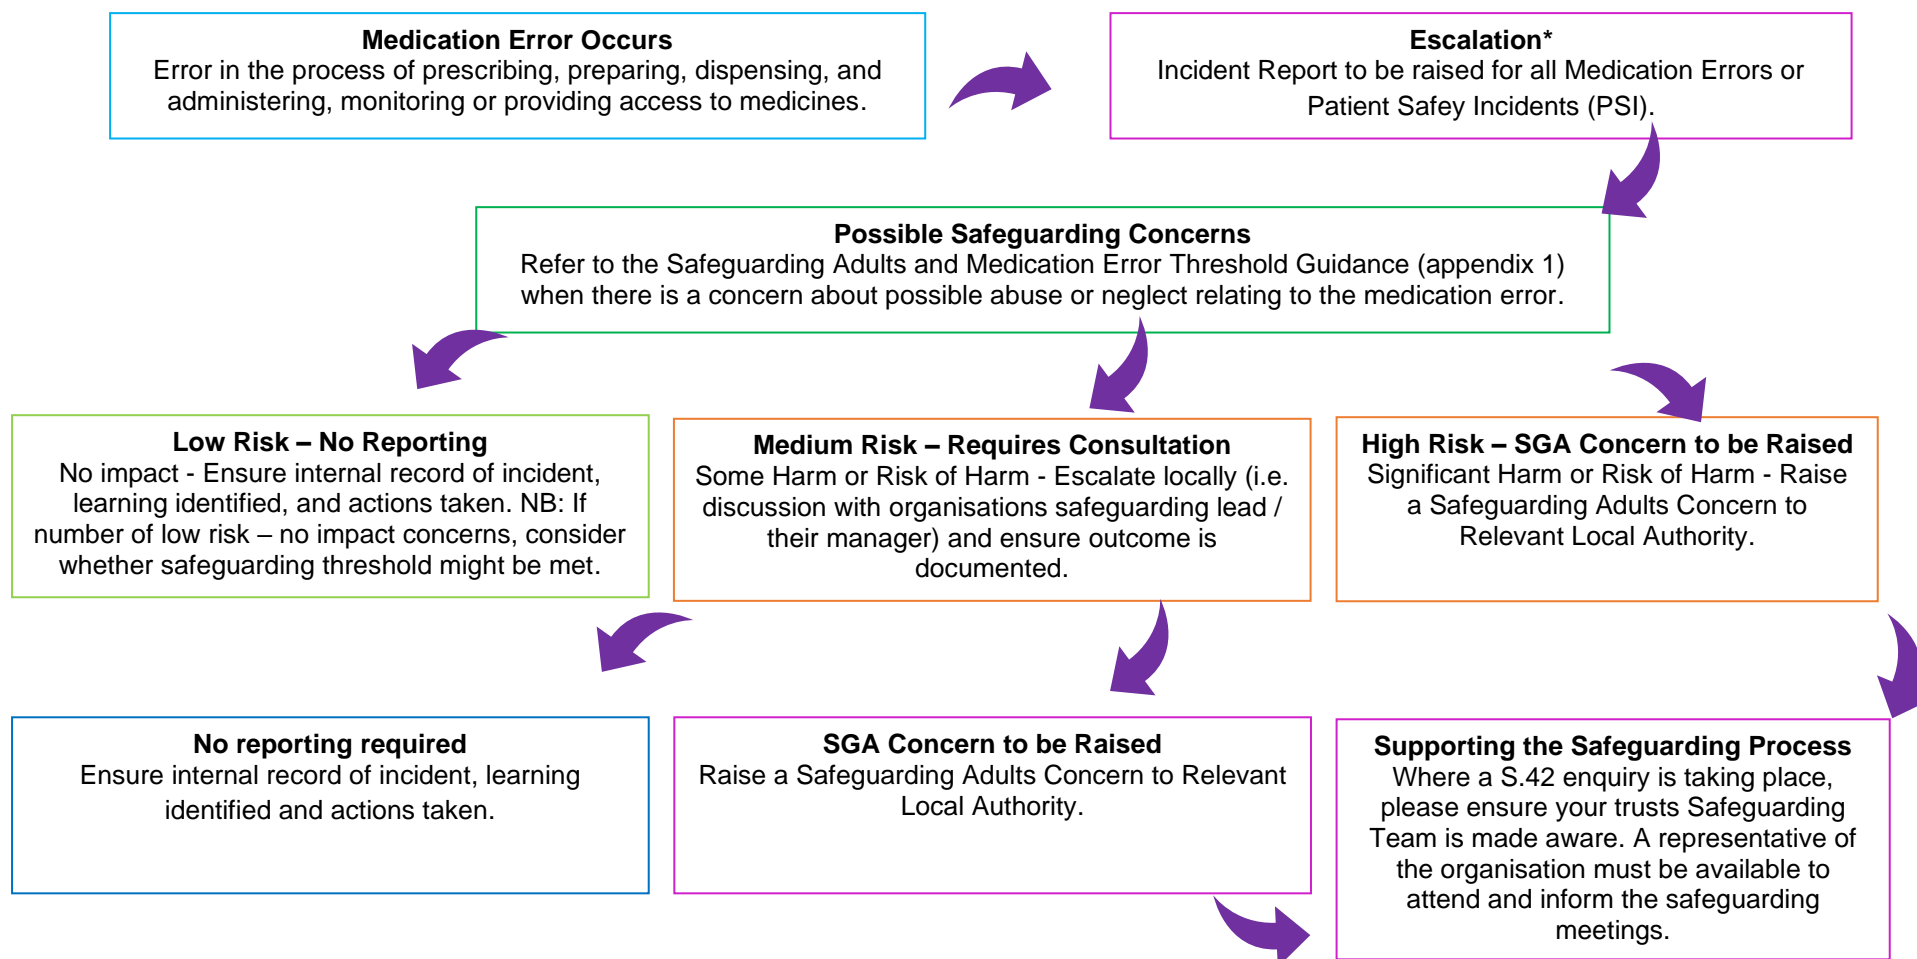 Medication Error Occurs
Error in the process of prescribing, preparing, dispensing, and
administering, monitoring or providing access to medicines.
Escalation*
Incident Report to be raised for all Medication Errors or
Patient Safey Incidents (PSI).
Possible Safeguarding Concerns
Refer to the Safeguarding Adults and Medication Error Threshold Guidance (appendix 1)
when there is a concern about possible abuse or neglect relating to the medication error.
Low Risk – No Reporting
No impact - Ensure internal record of incident,
learning identified, and actions taken. NB: If
number of low risk – no impact concerns, consider
whether safeguarding threshold might be met.
Medium Risk – Requires Consultation
Some Harm or Risk of Harm - Escalate locally (i.e.
discussion with organisations safeguarding lead /
their manager) and ensure outcome is
documented.
High Risk – SGA Concern to be Raised
Significant Harm or Risk of Harm - Raise
a Safeguarding Adults Concern to
Relevant Local Authority.
No reporting required
Ensure internal record of incident, learning
identified and actions taken.
SGA Concern to be Raised
Raise a Safeguarding Adults Concern to Relevant
Local Authority.
Supporting the Safeguarding Process
Where a S.42 enquiry is taking place,
please ensure your trusts Safeguarding
Team is made aware. A representative of
the organisation must be available to
attend and inform the safeguarding
meetings.